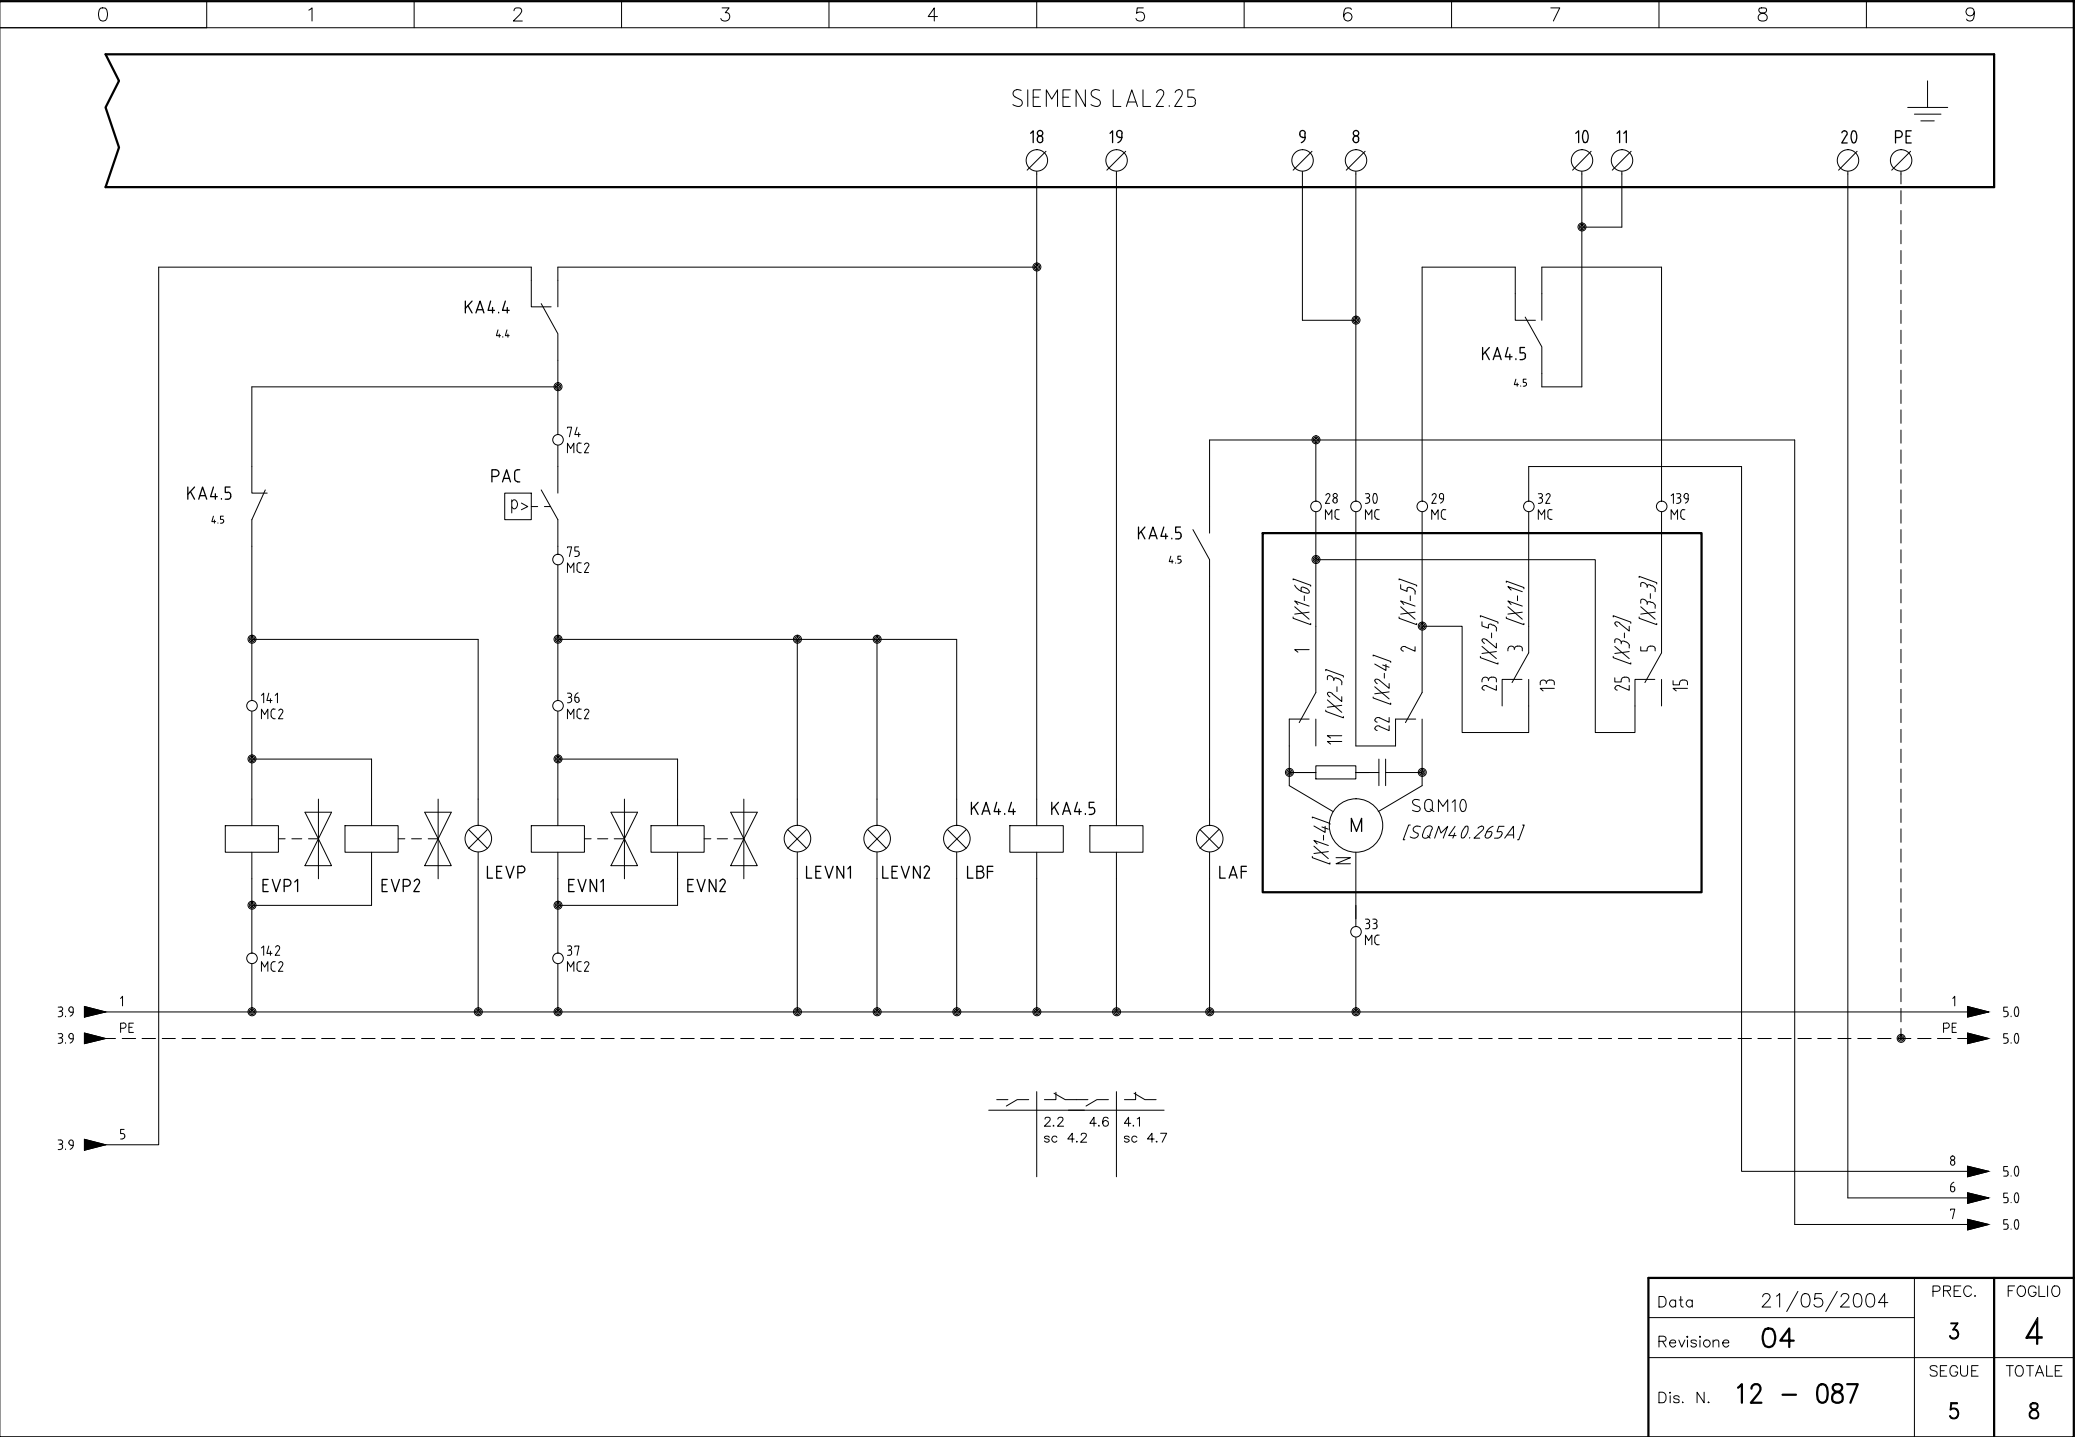 0 1 2 3 4 5 6 7 8 9
SIEMENS LAL2.25
18 19 9 8 10 11 20 PE
KA4.4
4.4
KA4.5
4.5
74
MC2
PAC
P>
KA4.5
4.5
75
MC2
KA4.5
4.5
28
MC
30
MC
29
MC
32
MC
139
MC
1 [X1-6]
11 [X2-3]
2 [X1-5]
22 [X2-4]
3 [X1-1]
23 [X2-5]
13
5 [X3-3]
25 [X3-2]
15
141
MC2
36
MC2
KA4.4
KA4.5
SQM10
[SQM40.265A]
M
N [X1-4]
EVP1
EVP2
LEVP
EVN1
EVN2
LEVN1
LEVN2
LBF
LAF
33
MC
142
MC2
37
MC2
3.9 1 1 5.0
3.9 PE PE 5.0
2.2 4.6 4.1
sc 4.2 sc 4.7
3.9 5
8 5.0
6 5.0
7 5.0
Data 21/05/2004
PREC.
3
FOGLIO
4
Revisione 04
Dis. N. 12 - 087
SEGUE
5
TOTALE
8